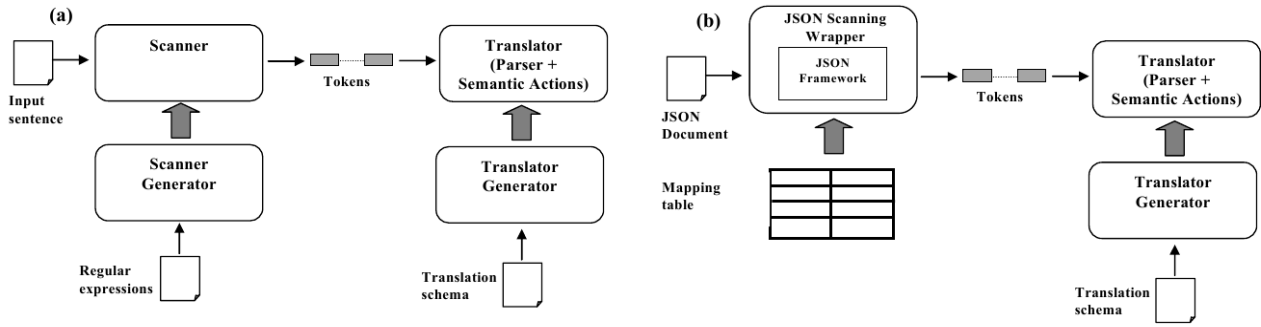 (a)
Scanner
Translator
(Parser +
Semantic Actions)
Tokens
Input
sentence
Scanner
Generator
Translator
Generator
Regular
expressions
Translation
schema
(b)
JSON Scanning
Wrapper
JSON
Framework
Translator
(Parser +
Semantic Actions)
Tokens
JSON
Document
Mapping
table
Translator
Generator
Translation
schema